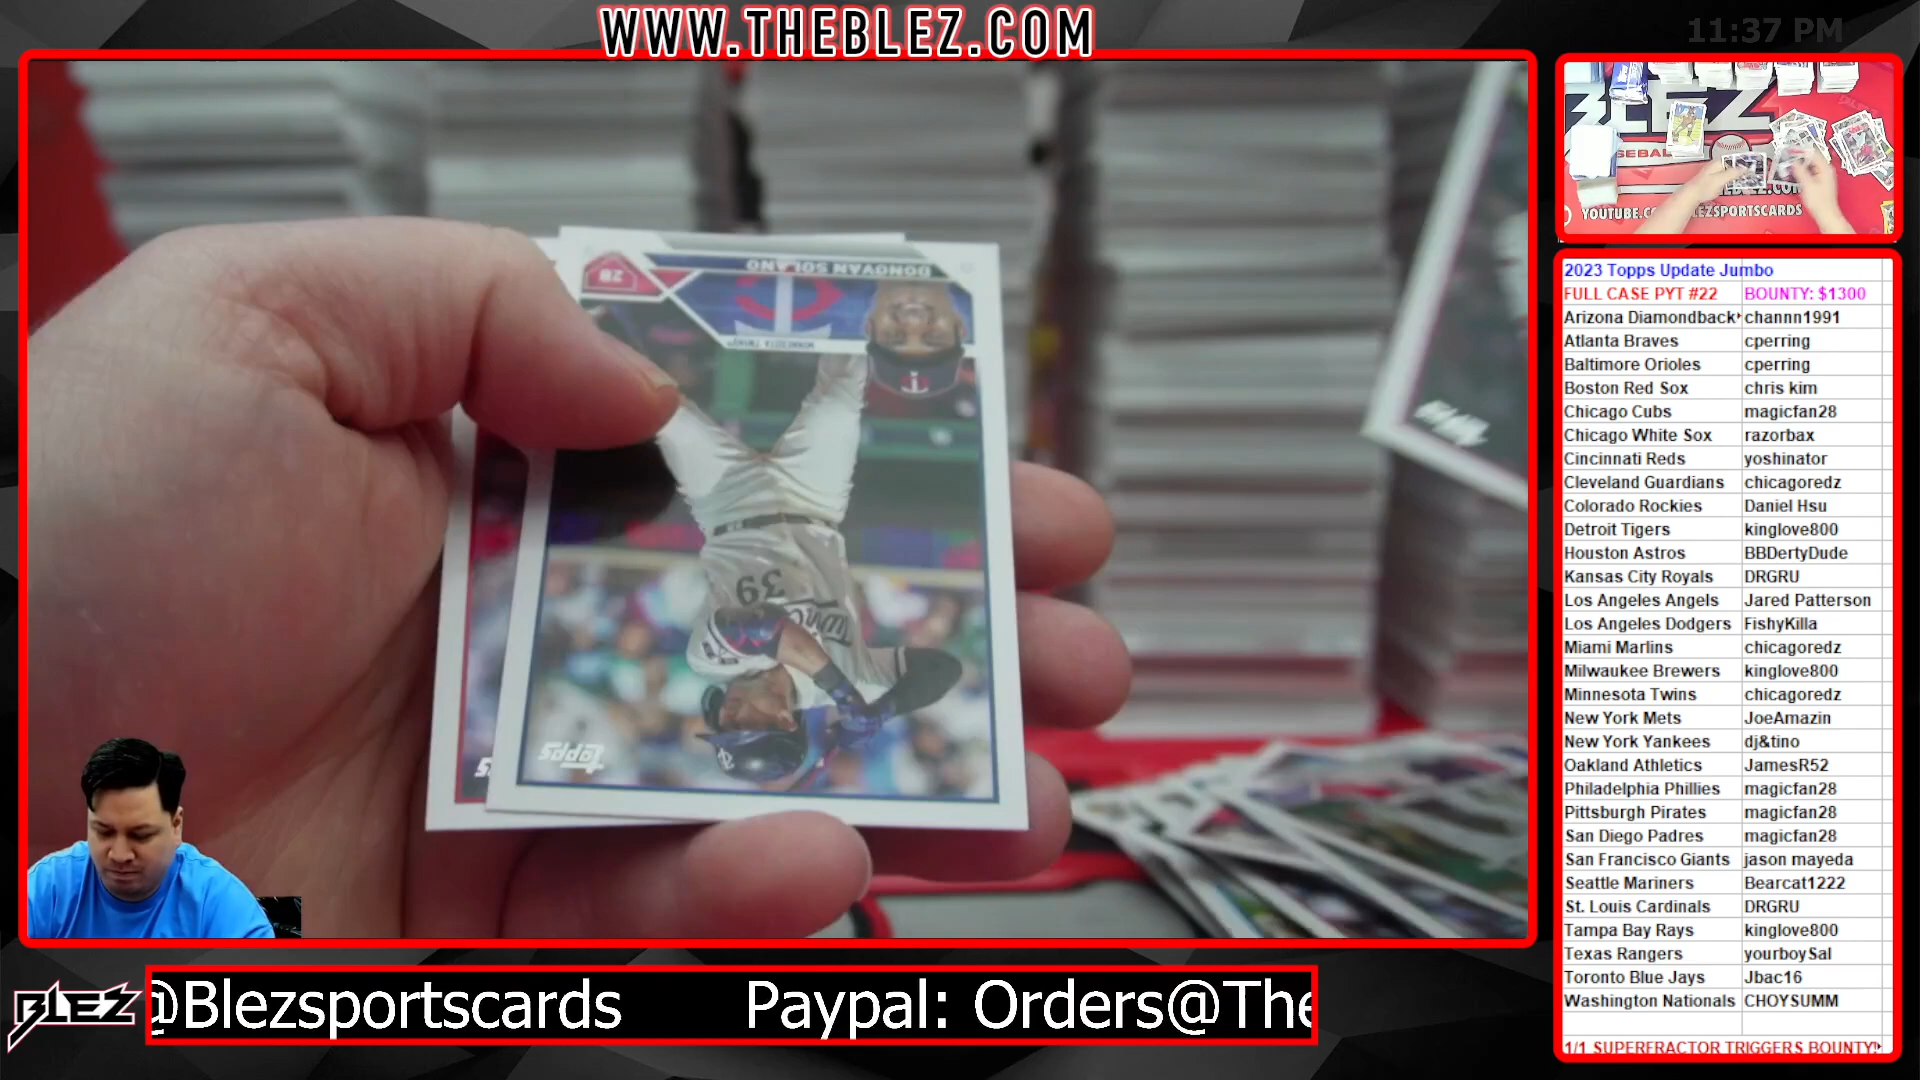 WWW.THEBLEZ.COM
11:37 PM
DONOVAN SOLANO
28
MINNESOTA TWINS
39
Twins
Topps
BLEZ
YOUTUBE.CO
LEZSPORTSCARDS
2023 Topps Update Jumbo
FULL CASE PYT #22 BOUNTY: $1300
Arizona Diamondback channn1991
Atlanta Braves cperring
Baltimore Orioles cperring
Boston Red Sox chris kim
Chicago Cubs magicfan28
Chicago White Sox razorbax
Cincinnati Reds yoshinator
Cleveland Guardians chicagoredz
Colorado Rockies Daniel Hsu
Detroit Tigers kinglove800
Houston Astros BBDertyDude
Kansas City Royals DRGRU
Los Angeles Angels Jared Patterson
Los Angeles Dodgers FishyKilla
Miami Marlins chicagoredz
Milwaukee Brewers kinglove800
Minnesota Twins chicagoredz
New York Mets JoeAmazin
New York Yankees dj&tino
Oakland Athletics JamesR52
Philadelphia Phillies magicfan28
Pittsburgh Pirates magicfan28
San Diego Padres magicfan28
San Francisco Giants jason mayeda
Seattle Mariners Bearcat1222
St. Louis Cardinals DRGRU
Tampa Bay Rays kinglove800
Texas Rangers yourboySal
Toronto Blue Jays Jbac16
Washington Nationals CHOYSUMM
1/1 SUPERFRACTOR TRIGGERS BOUNTY!
BLEZ
@Blezsportscards Paypal: Orders@The